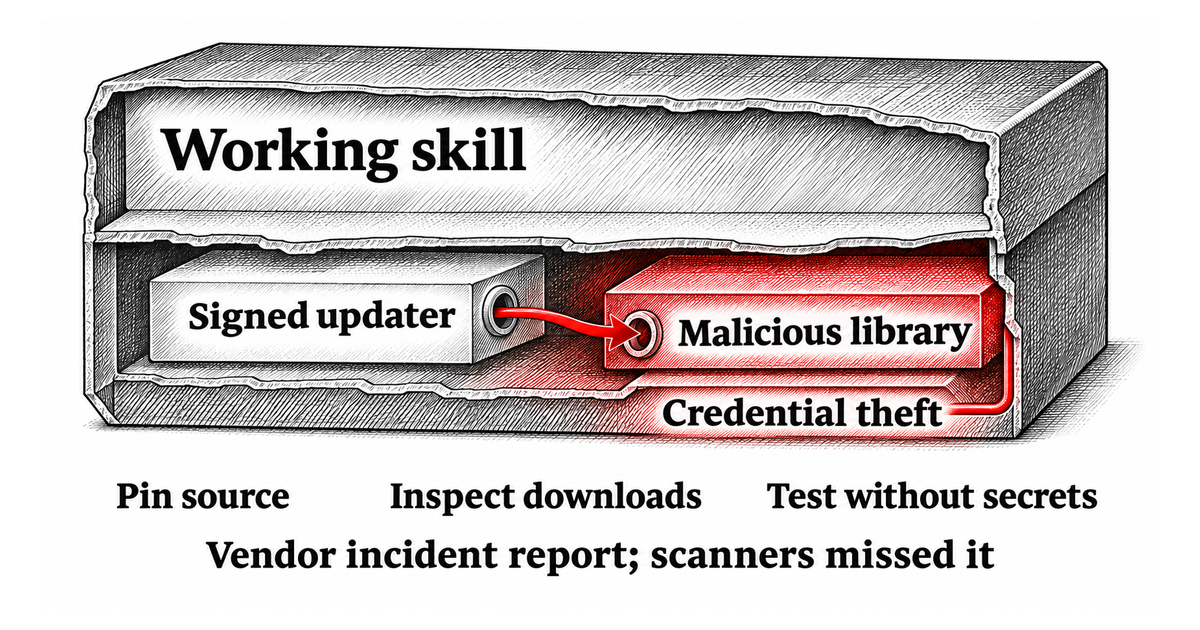 Working skill
Signed updater
Malicious library
Credential theft
Pin source
Inspect downloads
Test without secrets
Vendor incident report; scanners missed it